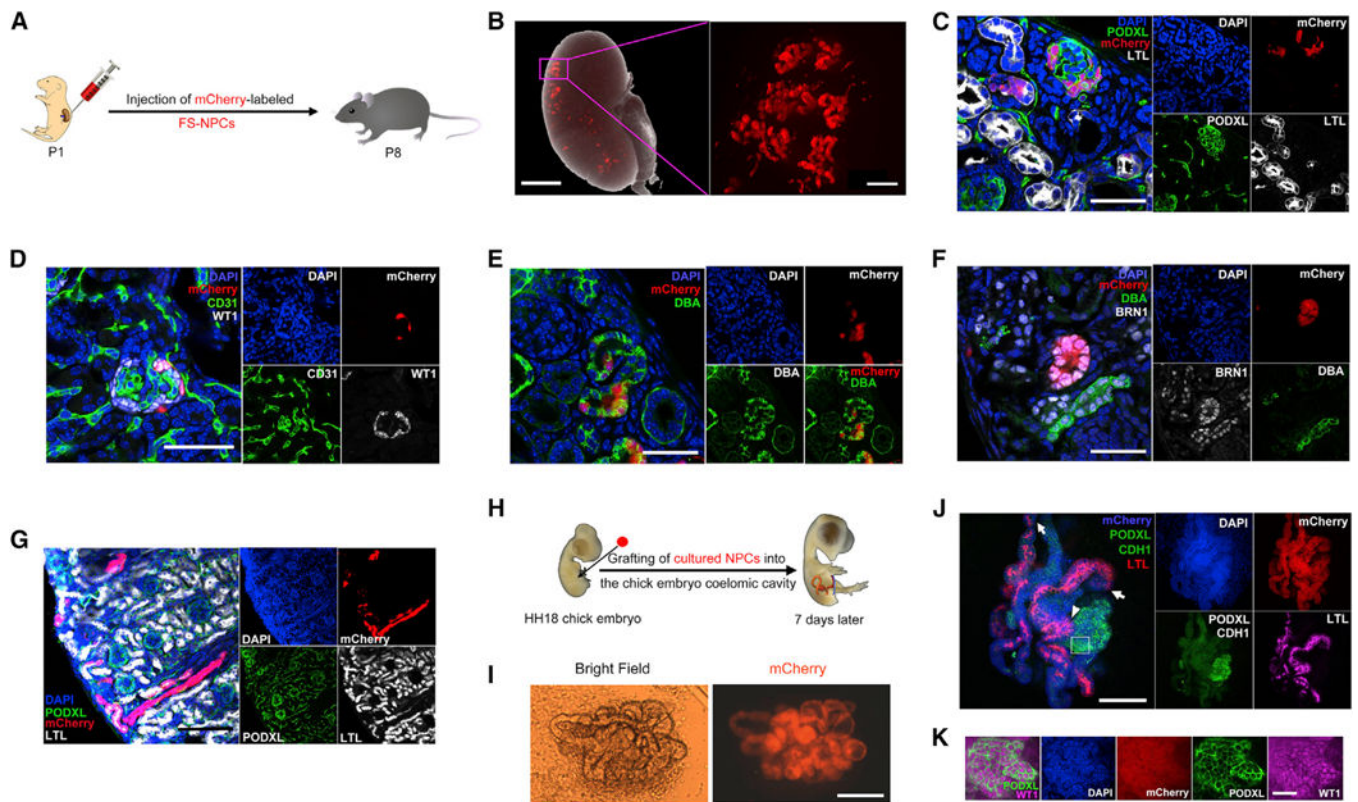 A
Injection of mCherry-labeled
FS-NPCs
P1
P8
B
C
DAPI
PODXL
mCherry
LTL
DAPI
mCherry
PODXL
LTL
D
DAPI
mCherry
CD31
WT1
DAPI
mCherry
CD31
WT1
E
DAPI
mCherry
DBA
DAPI
mCherry
DBA
mCherry
DBA
F
DAPI
mCherry
DBA
BRN1
DAPI
mChery
BRN1
DBA
G
DAPI
PODXL
mCherry
LTL
DAPI
mCherry
PODXL
LTL
H
Grafting of cultured NPCs into
the chick embryo coelomic cavity
HH18 chick embryo
7 days later
I
Bright Field
mCherry
J
mCherry
PODXL
CDH1
LTL
DAPI
mCherry
PODXL
CDH1
LTL
K
PODXL
WT1
DAPI
mCherry
PODXL
WT1